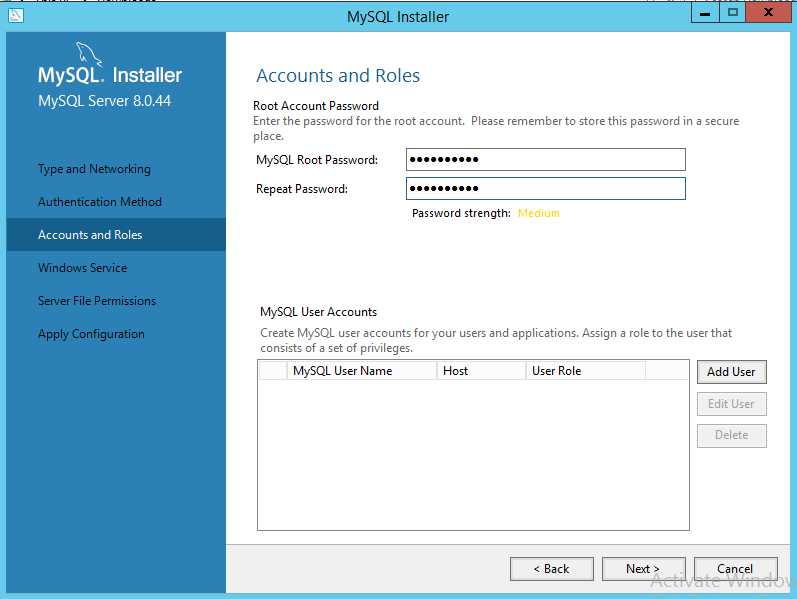 MySQL Installer
MySQL. Installer
MySQL Server 8.0.44
Type and Networking
Authentication Method
Accounts and Roles
Windows Service
Server File Permissions
Apply Configuration
Accounts and Roles
Root Account Password
Enter the password for the root account. Please remember to store this password in a secure
place.
MySQL Root Password: ●●●●●●●●●●
Repeat Password: ●●●●●●●●●●
Password strength: Medium
MySQL User Accounts
Create MySQL user accounts for your users and applications. Assign a role to the user that
consists of a set of privileges.
MySQL User Name Host User Role
Add User
Edit User
Delete
< Back Next > Cancel
Activate Window